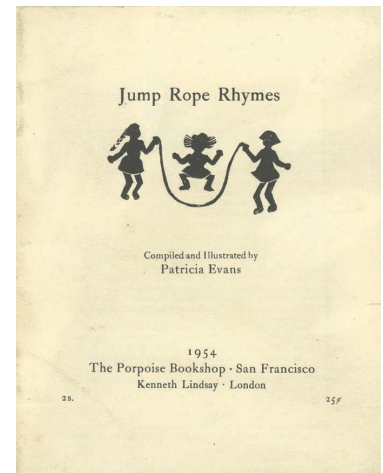 Jump Rope Rhymes
Compiled and Illustrated by
Patricia Evans
1954
The Porpoise Bookshop · San Francisco
Kenneth Lindsay · London
2s. 25¢